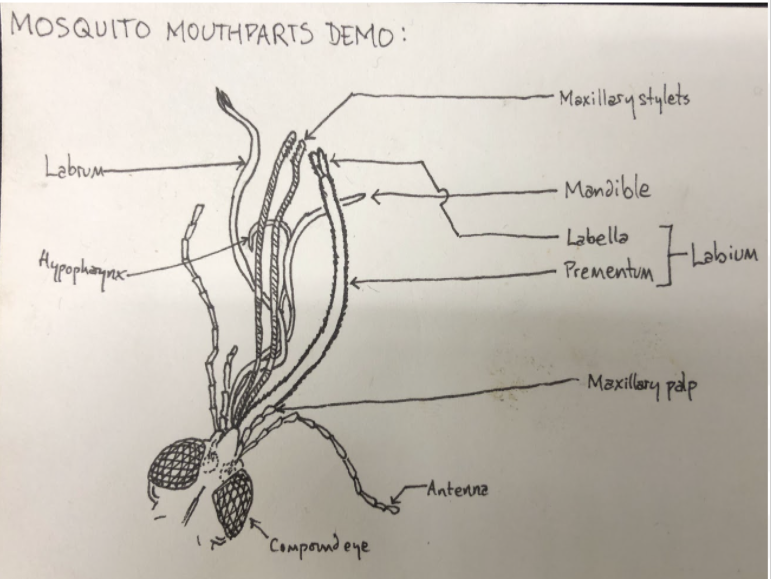 MOSQUITO MOUTHPARTS DEMO:
Maxillary stylets
Labrum
Mandible
Labella
Labium
Hypopharynx
Prementum
Maxillary palp
Antenna
Compound eye